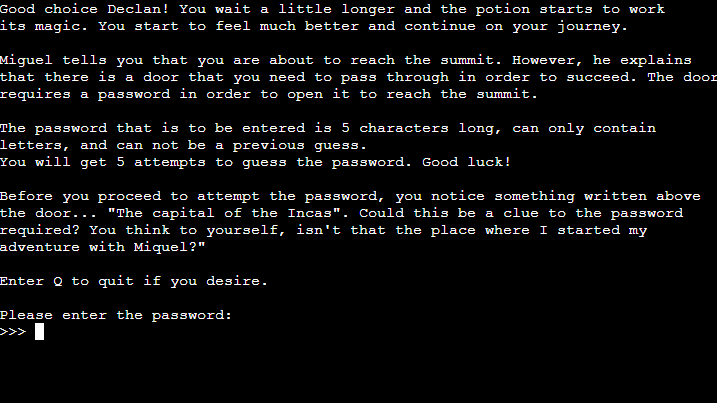 Good choice Declan! You wait a little longer and the potion starts to work
its magic. You start to feel much better and continue on your journey.
Miguel tells you that you are about to reach the summit. However, he explains
that there is a door that you need to pass through in order to succeed. The door
requires a password in order to open it to reach the summit.
The password that is to be entered is 5 characters long, can only contain
letters, and can not be a previous guess.
You will get 5 attempts to guess the password. Good luck!
Before you proceed to attempt the password, you notice something written above
the door... "The capital of the Incas". Could this be a clue to the password
required? You think to yourself, isn't that the place where I started my
adventure with Miquel?"
Enter Q to quit if you desire.
Please enter the password:
>>>